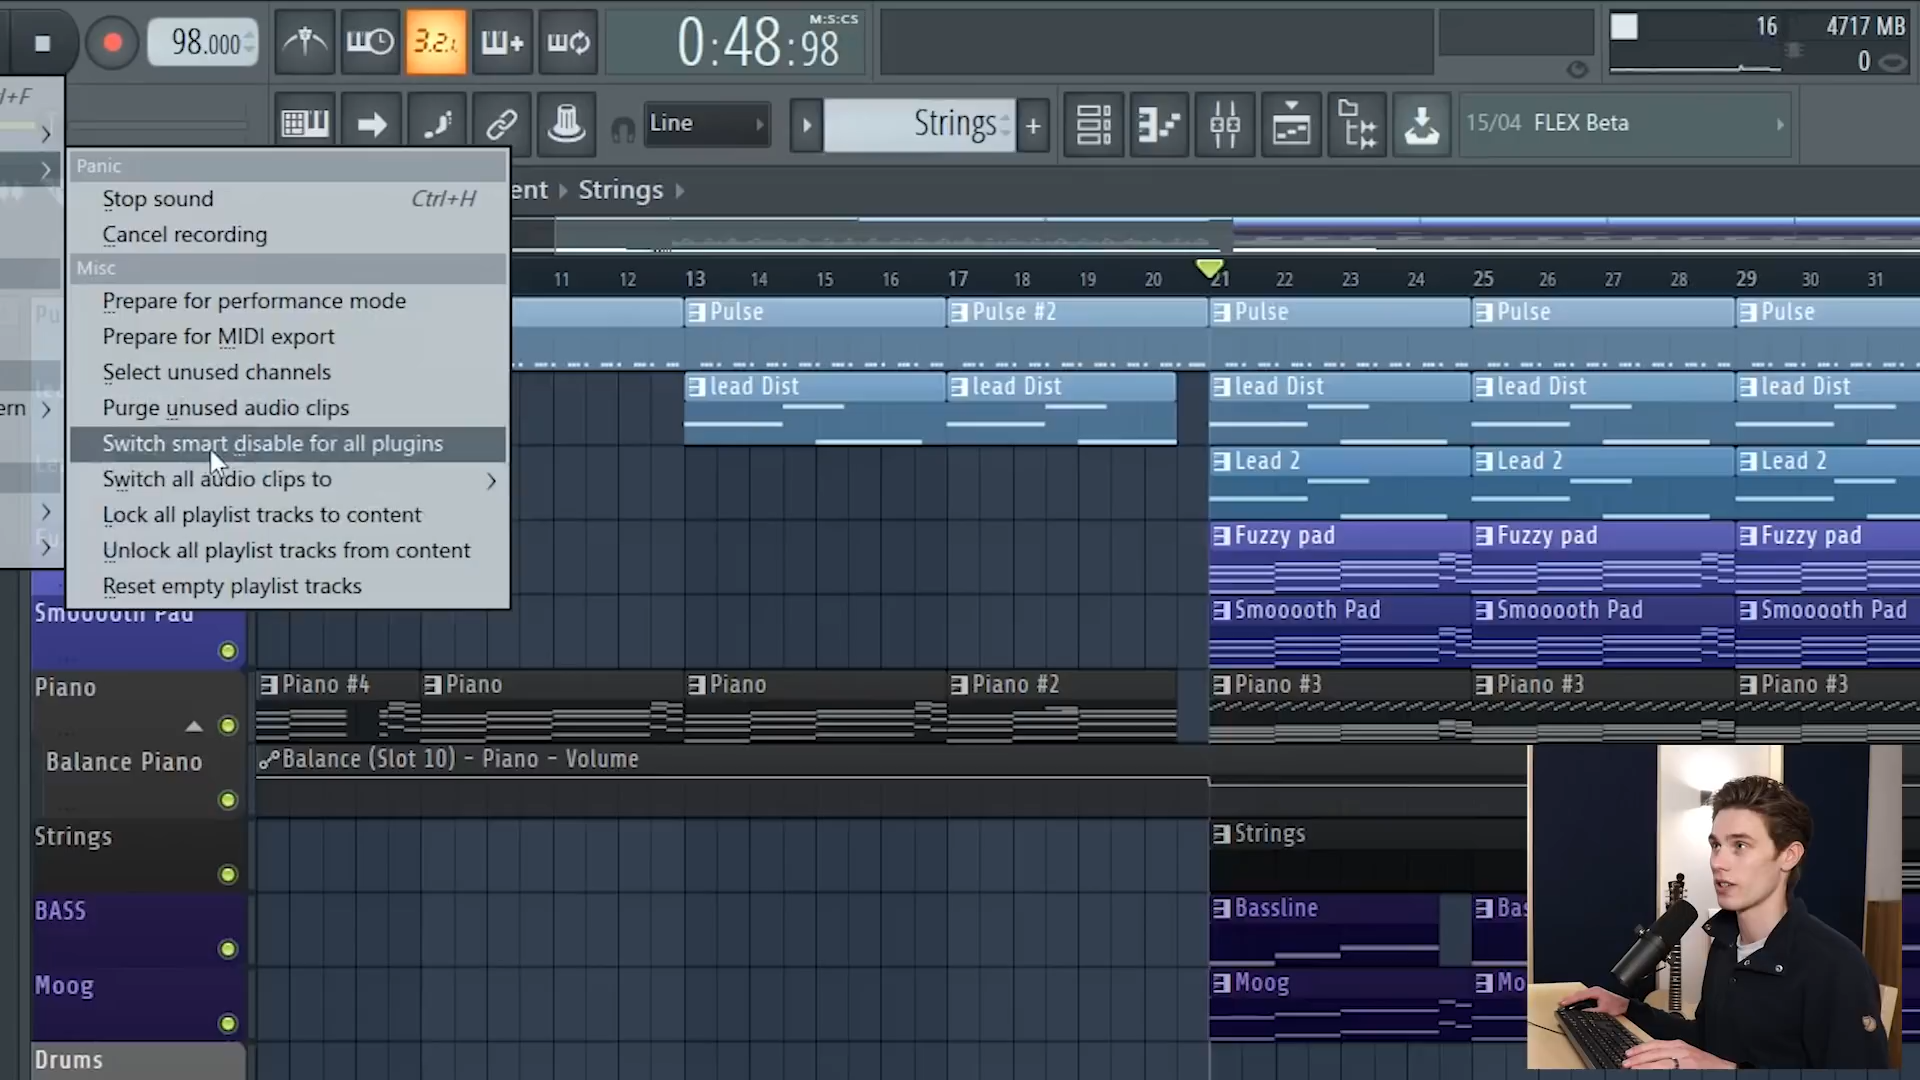 98.000
3.2.
0:48:98
M:S:CS
16
4717 MB
0
Line
Strings
15/04 FLEX Beta
Strings
Panic
Stop sound Ctrl+H
Cancel recording
Misc
Prepare for performance mode
Prepare for MIDI export
Select unused channels
Purge unused audio clips
Switch smart disable for all plugins
Switch all audio clips to
Lock all playlist tracks to content
Unlock all playlist tracks from content
Reset empty playlist tracks
11 12 13 14 15 16 17 18 19 20 21 22 23 24 25 26 27 28 29 30 31
Pulse Pulse #2 Pulse Pulse Pulse
lead Dist lead Dist lead Dist lead Dist lead Dist
Lead 2 Lead 2 Lead 2
Fuzzy pad Fuzzy pad Fuzzy pad
Smooooth Pad Smooooth Pad Smooooth Pad Smooooth Pad
Piano Piano #4 Piano Piano Piano #2 Piano #3 Piano #3 Piano #3
Balance Piano Balance (Slot 10) - Piano - Volume
Strings Strings
BASS Bassline Bas
Moog Moog Mo
Drums